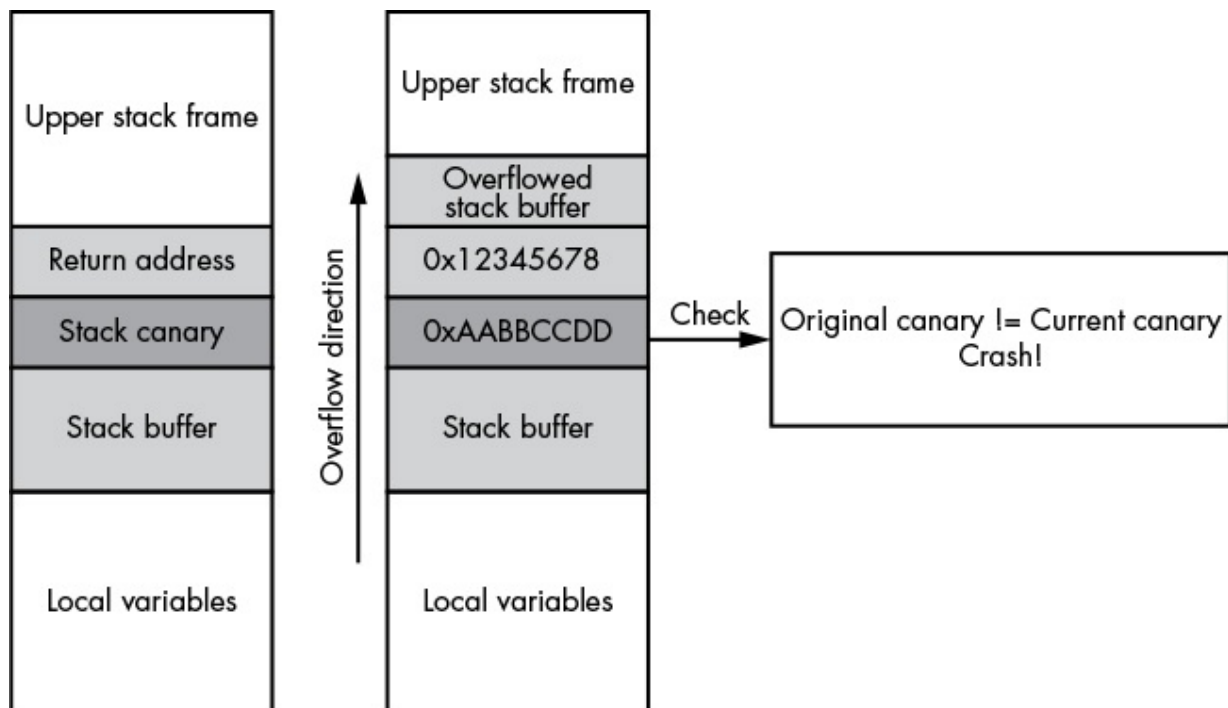 Upper stack frame
Return address
Stack canary
Stack buffer
Local variables
Overflow direction
Upper stack frame
Overflowed
stack buffer
0x12345678
0xAABBCCDD
Stack buffer
Local variables
Check
Original canary != Current canary
Crash!